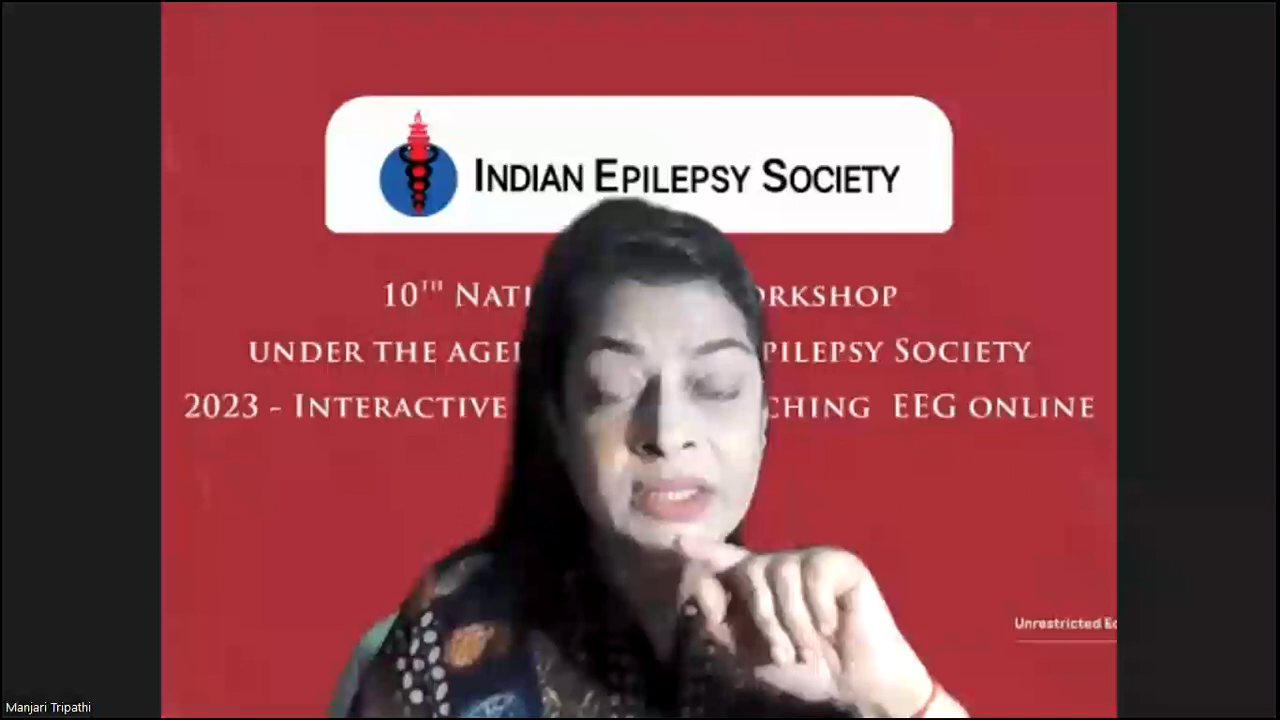 INDIAN EPILEPSY SOCIETY
10TH NATI ORKSHOP
UNDER THE AGE PILEPSY SOCIETY
2023 - INTERACTIVE CHING EEG ONLINE
Unrestricted E
Manjari Tripathi